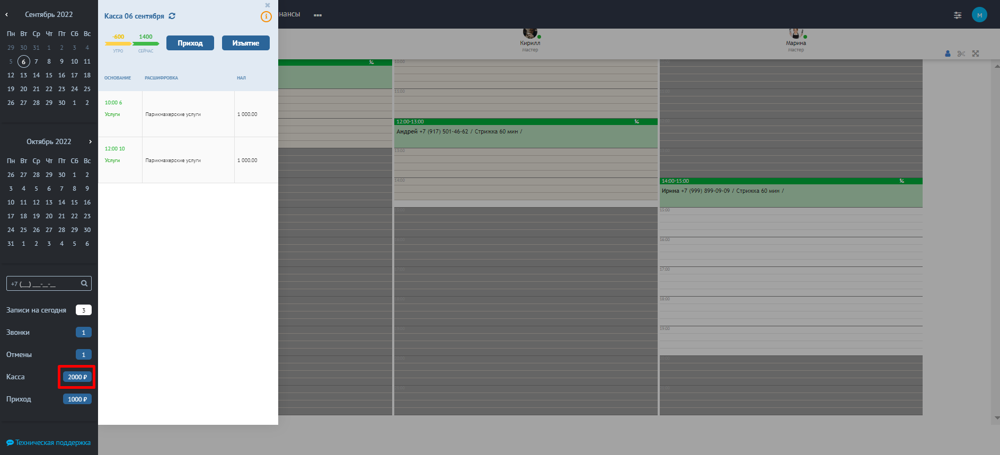 Сентябрь 2022
Пн Вт Ср Чт Пт Сб Вс
29 30 31 1 2 3 4
5 6 7 8 9 10 11
12 13 14 15 16 17 18
19 20 21 22 23 24 25
26 27 28 29 30 1 2
Октябрь 2022
Пн Вт Ср Чт Пт Сб Вс
26 27 28 29 30 1 2
3 4 5 6 7 8 9
10 11 12 13 14 15 16
17 18 19 20 21 22 23
24 25 26 27 28 29 30
31 1 2 3 4 5 6
+7 (___) ___-__-__
Записи на сегодня 3
Звонки 1
Отмены 1
Касса 2000 ₽
Приход 1000 ₽
Техническая поддержка
Касса 06 сентября
-600 1400
УТРО СЕЙЧАС
Приход Изъятие
ОСНОВАНИЕ РАСШИФРОВКА НАЛ
10:00 6
Услуги Парикмахерские услуги 1 000.00
12:00 10
Услуги Парикмахерские услуги 1 000.00
нансы
М
Кирилл
Мастер
Марина
Мастер
10:00
11:00
12:00-13:00
Андрей +7 (917) 501-46-62 / Стрижка 60 мин /
13:00
14:00
14:00-15:00
Ирина +7 (999) 899-09-09 / Стрижка 60 мин /
15:00
16:00
17:00
18:00
19:00